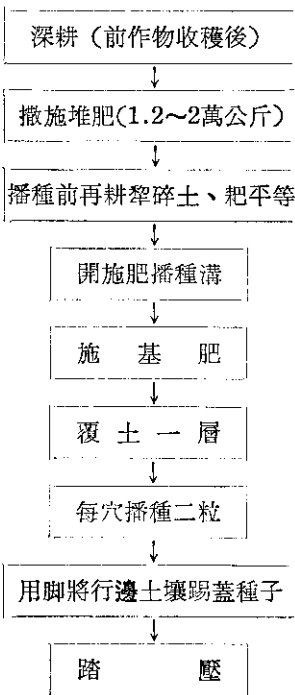 深耕（前作物收穫後）
撒施堆肥(1.2～2萬公斤）
播種前再耕犂碎土、耙平等
開施肥播種溝
施基肥
覆土一層
每穴播種二粒
用脚將行邊土壤踢蓋種子
踏壓